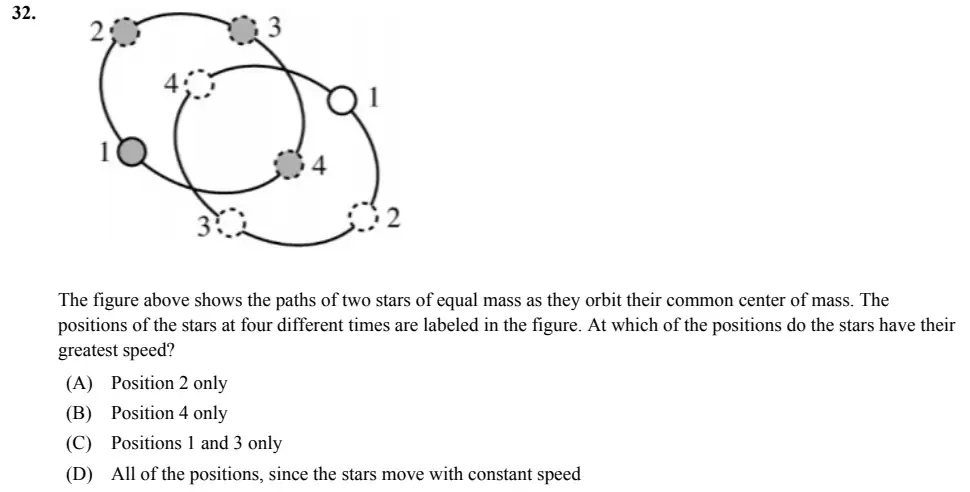 32.
2 3
4 1
1 4
3 2
The figure above shows the paths of two stars of equal mass as they orbit their common center of mass. The
positions of the stars at four different times are labeled in the figure. At which of the positions do the stars have their
greatest speed?
(A) Position 2 only
(B) Position 4 only
(C) Positions 1 and 3 only
(D) All of the positions, since the stars move with constant speed